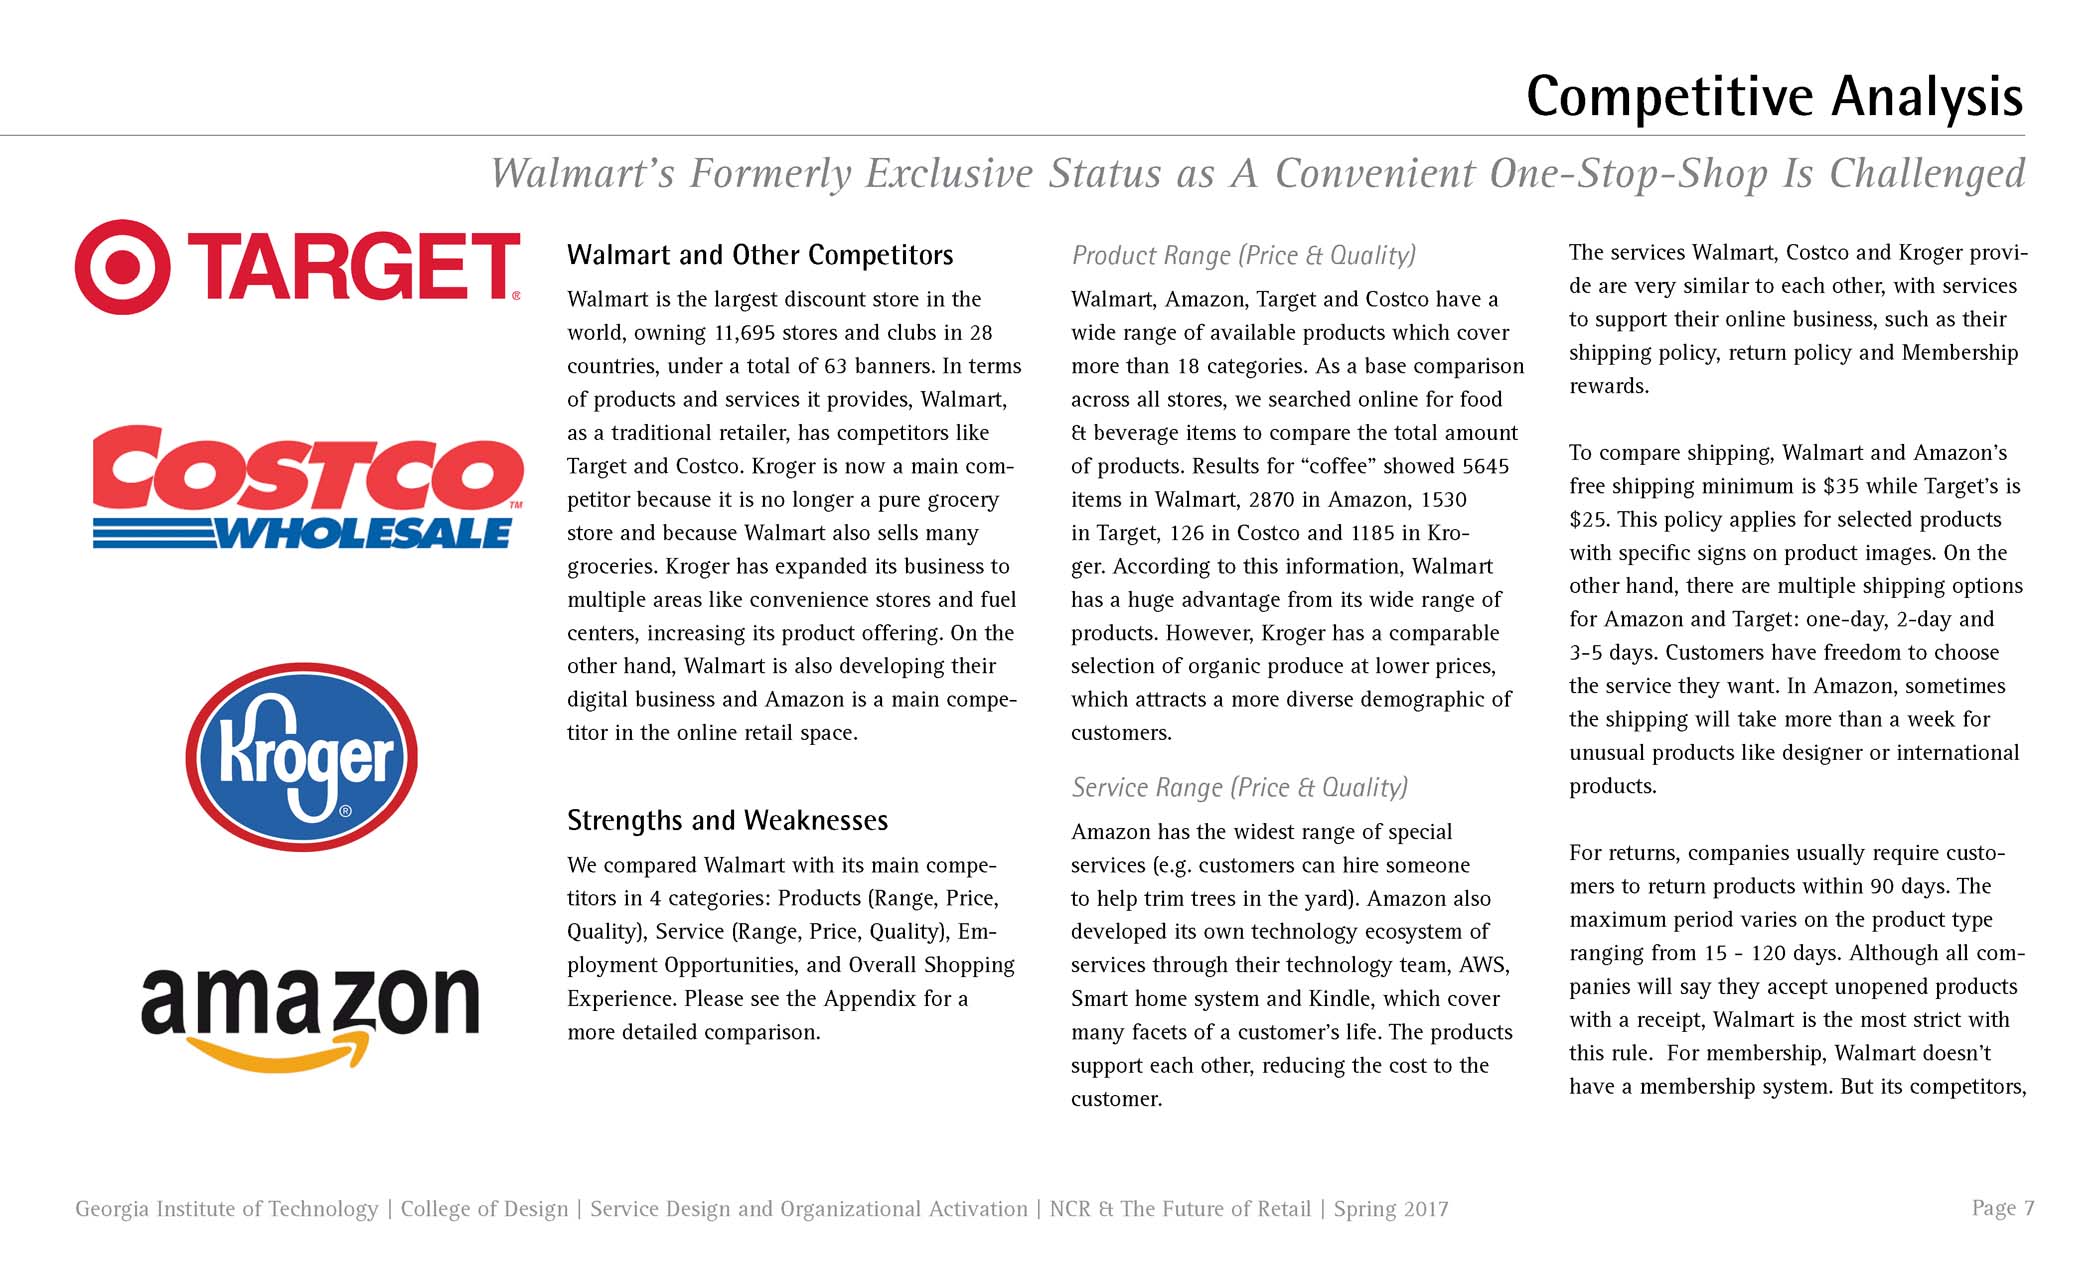 Competitive Analysis
Walmart's Formerly Exclusive Status as A Convenient One-Stop-Shop Is Challenged
TARGET®
COSTCO™
WHOLESALE
Kroger®
amazon
Walmart and Other Competitors
Walmart is the largest discount store in the
world, owning 11,695 stores and clubs in 28
countries, under a total of 63 banners. In terms
of products and services it provides, Walmart,
as a traditional retailer, has competitors like
Target and Costco. Kroger is now a main com-
petitor because it is no longer a pure grocery
store and because Walmart also sells many
groceries. Kroger has expanded its business to
multiple areas like convenience stores and fuel
centers, increasing its product offering. On the
other hand, Walmart is also developing their
digital business and Amazon is a main compe-
titor in the online retail space.
Strengths and Weaknesses
We compared Walmart with its main compe-
titors in 4 categories: Products (Range, Price,
Quality), Service (Range, Price, Quality), Em-
ployment Opportunities, and Overall Shopping
Experience. Please see the Appendix for a
more detailed comparison.
Product Range (Price & Quality)
Walmart, Amazon, Target and Costco have a
wide range of available products which cover
more than 18 categories. As a base comparison
across all stores, we searched online for food
& beverage items to compare the total amount
of products. Results for “coffee” showed 5645
items in Walmart, 2870 in Amazon, 1530
in Target, 126 in Costco and 1185 in Kro-
ger. According to this information, Walmart
has a huge advantage from its wide range of
products. However, Kroger has a comparable
selection of organic produce at lower prices,
which attracts a more diverse demographic of
customers.
Service Range (Price & Quality)
Amazon has the widest range of special
services (e.g. customers can hire someone
to help trim trees in the yard). Amazon also
developed its own technology ecosystem of
services through their technology team, AWS,
Smart home system and Kindle, which cover
many facets of a customer's life. The products
support each other, reducing the cost to the
customer.
The services Walmart, Costco and Kroger provi-
de are very similar to each other, with services
to support their online business, such as their
shipping policy, return policy and Membership
rewards.
To compare shipping, Walmart and Amazon's
free shipping minimum is $35 while Target's is
$25. This policy applies for selected products
with specific signs on product images. On the
other hand, there are multiple shipping options
for Amazon and Target: one-day, 2-day and
3-5 days. Customers have freedom to choose
the service they want. In Amazon, sometimes
the shipping will take more than a week for
unusual products like designer or international
products.
For returns, companies usually require custo-
mers to return products within 90 days. The
maximum period varies on the product type
ranging from 15 - 120 days. Although all com-
panies will say they accept unopened products
with a receipt, Walmart is the most strict with
this rule.  For membership, Walmart doesn't
have a membership system. But its competitors,
Georgia Institute of Technology | College of Design | Service Design and Organizational Activation | NCR & The Future of Retail | Spring 2017
Page 7